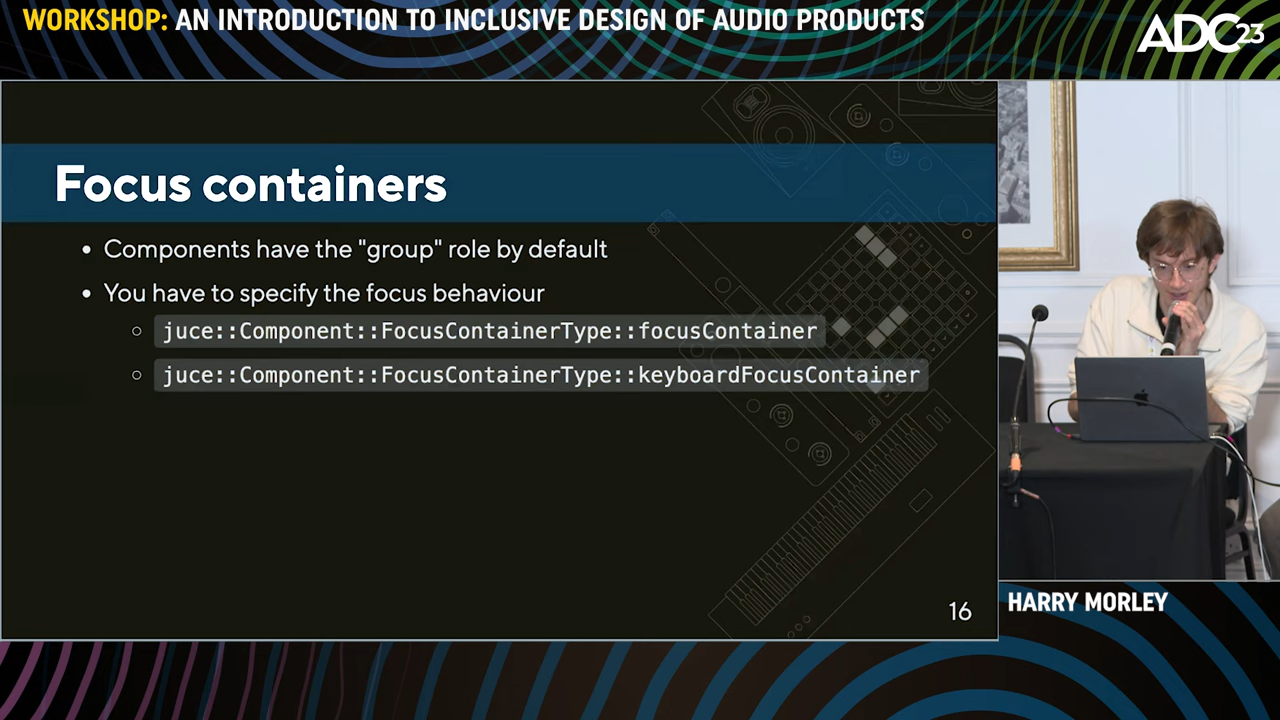 WORKSHOP: AN INTRODUCTION TO INCLUSIVE DESIGN OF AUDIO PRODUCTS
ADC23
Focus containers
• Components have the "group" role by default
• You have to specify the focus behaviour
○ juce::Component::FocusContainerType::focusContainer
○ juce::Component::FocusContainerType::keyboardFocusContainer
16
HARRY MORLEY